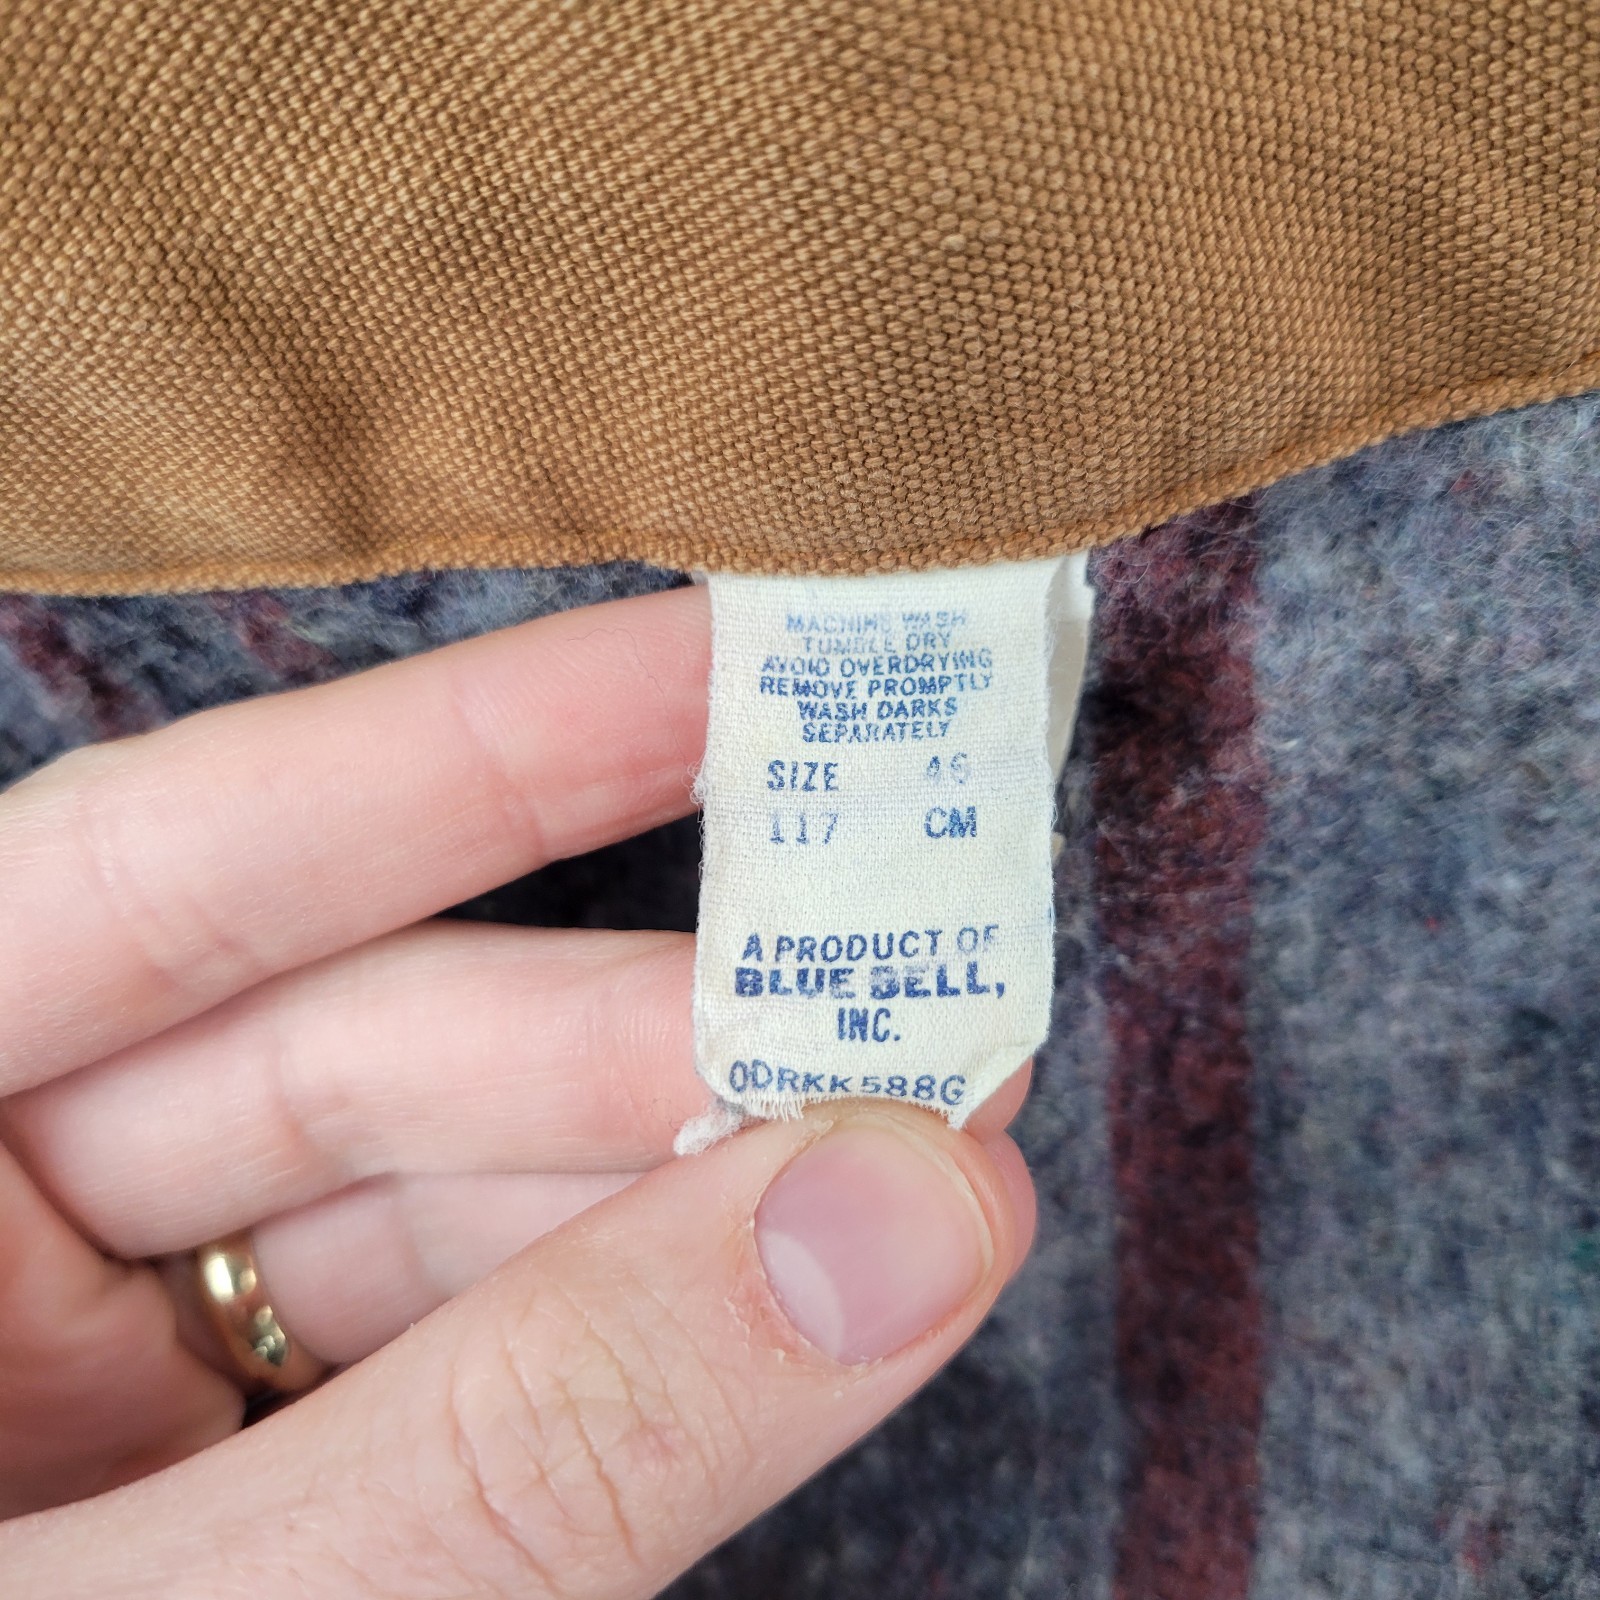 MACHINE WASH
TUMBLE DRY
AVOID OVERDRYING
REMOVE PROMPTLY
WASH DARKS
SEPARATELY
SIZE 46
117 CM
A PRODUCT OF
BLUE BELL,
INC.
0DRKK588G